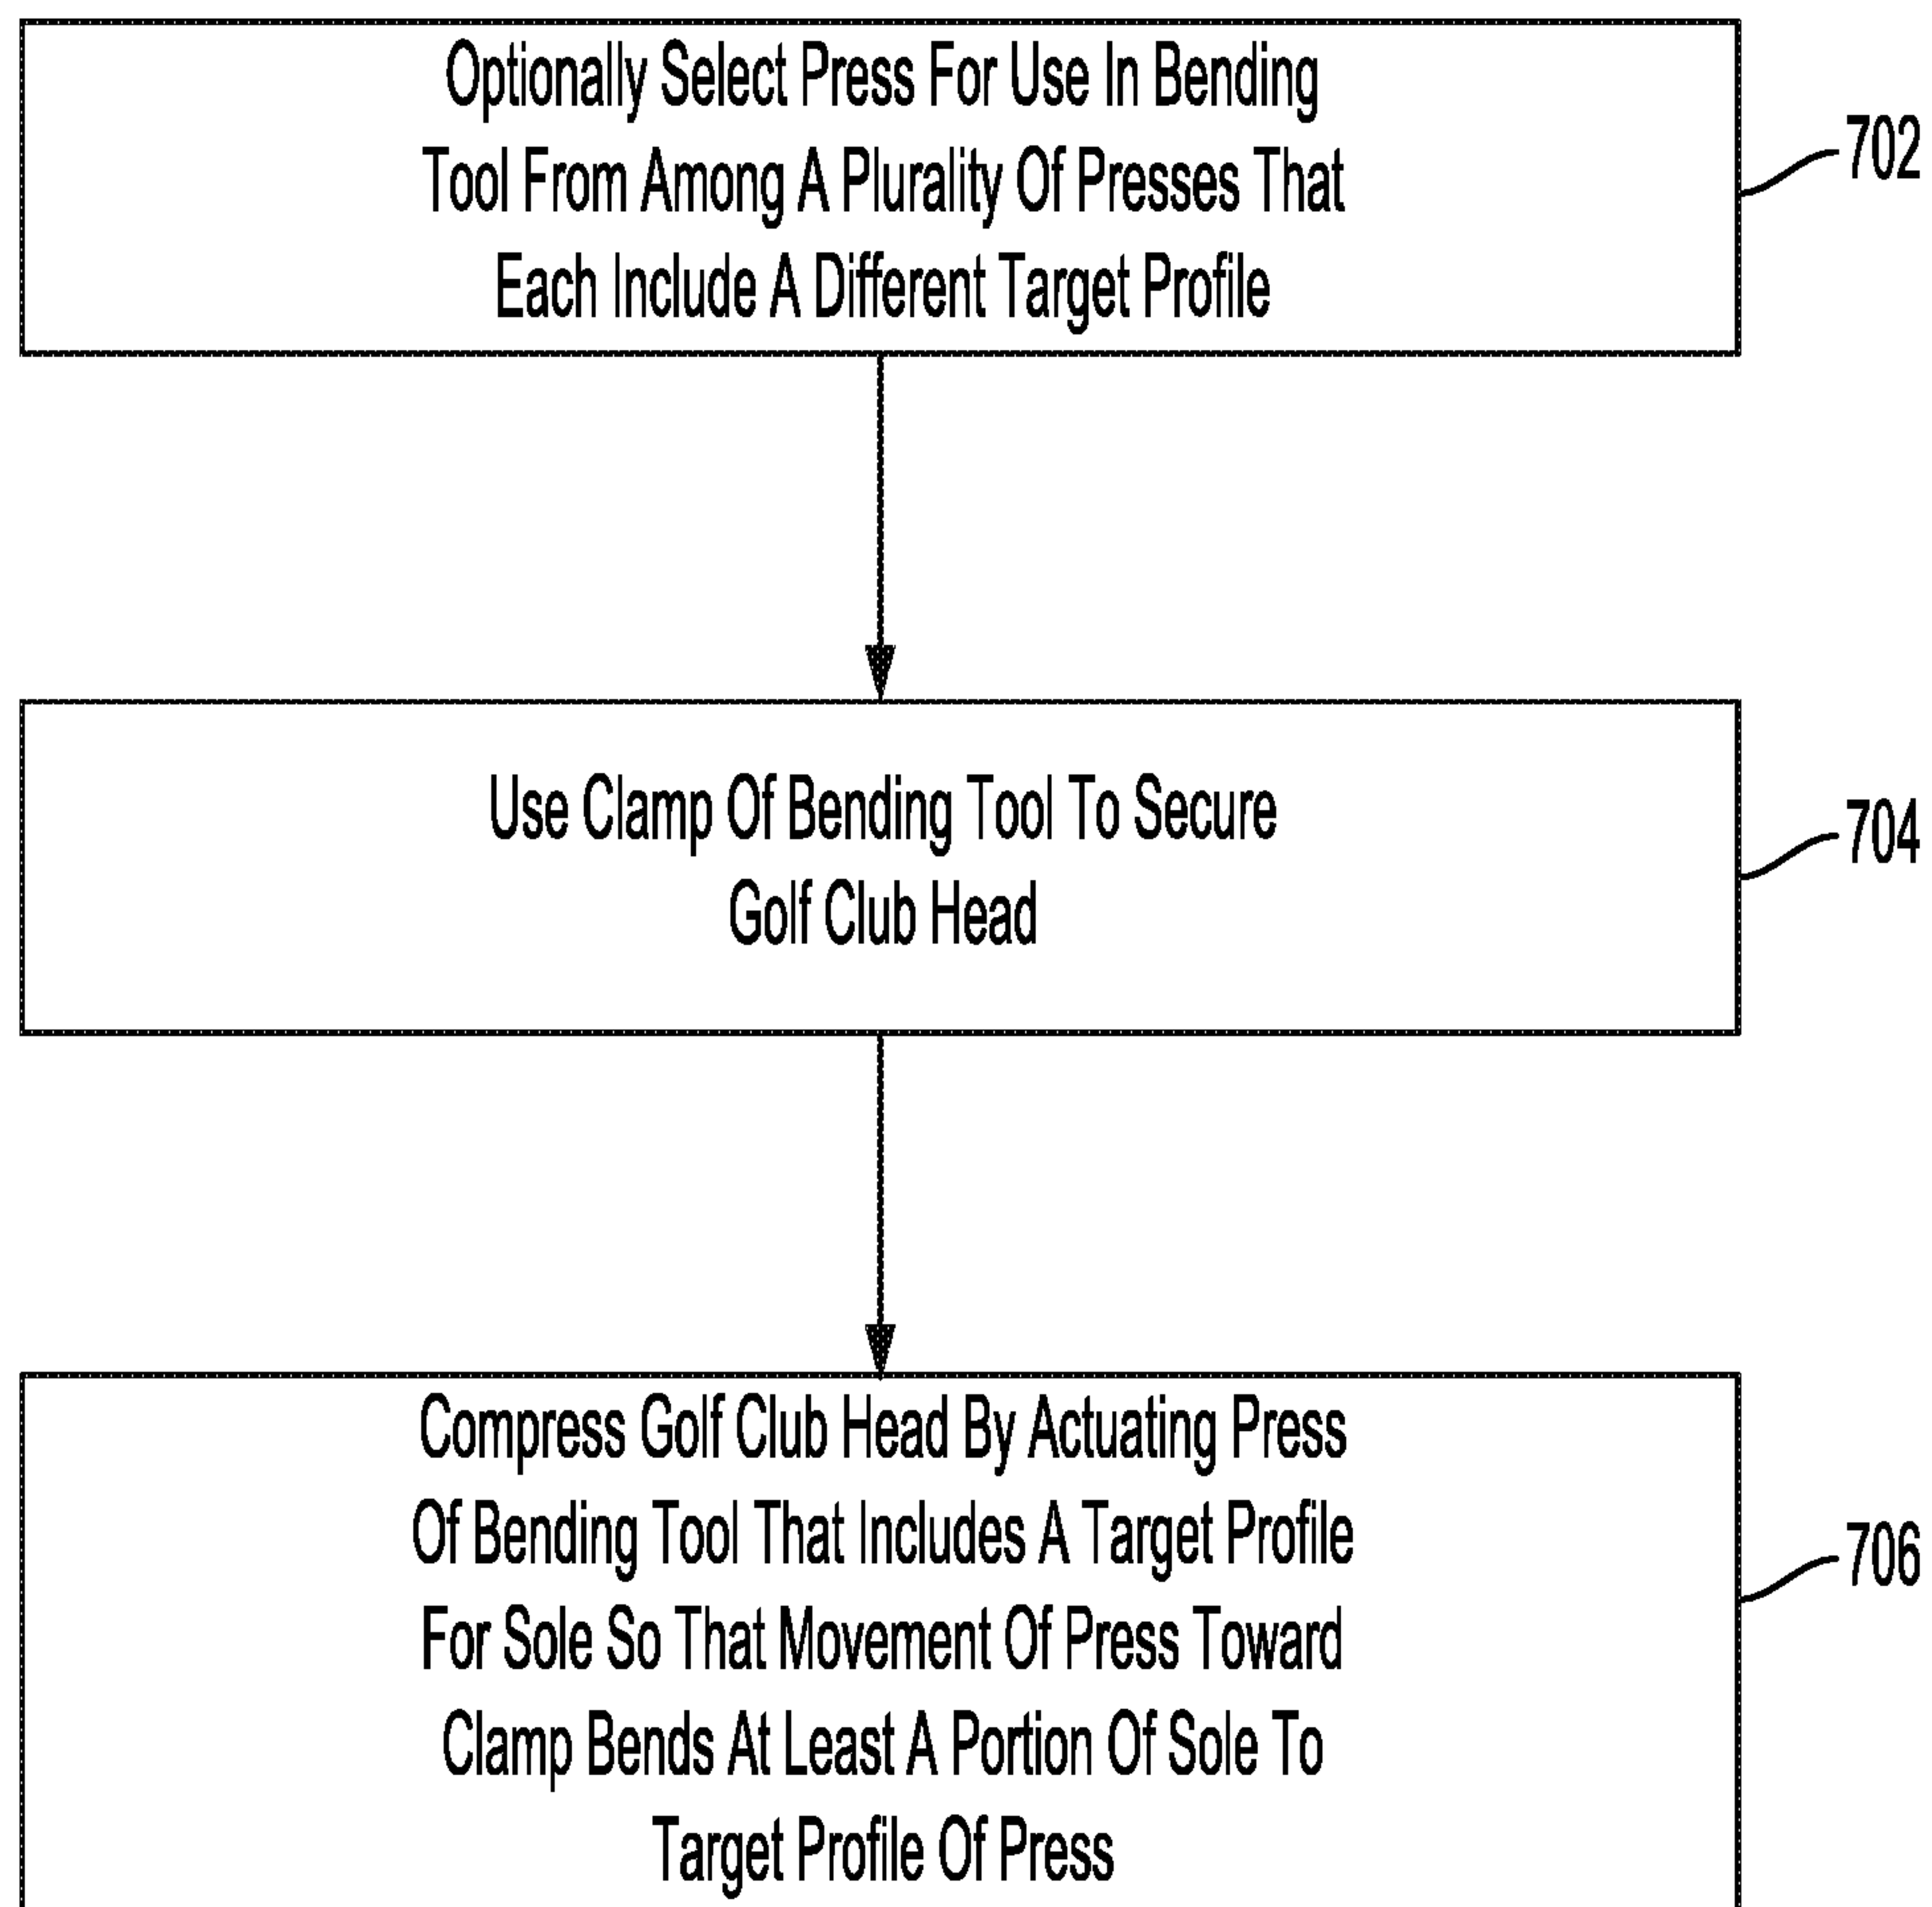 Optionally Select Press For Use In Bending
Tool From Among A Plurality Of Presses That
Each Include A Different Target Profile
702
Use Clamp Of Bending Tool To Secure
Golf Club Head
704
Compress Golf Club Head By Actuating Press
Of Bending Tool That Includes A Target Profile
For Sole So That Movement Of Press Toward
Clamp Bends At Least A Portion Of Sole To
Target Profile Of Press
706